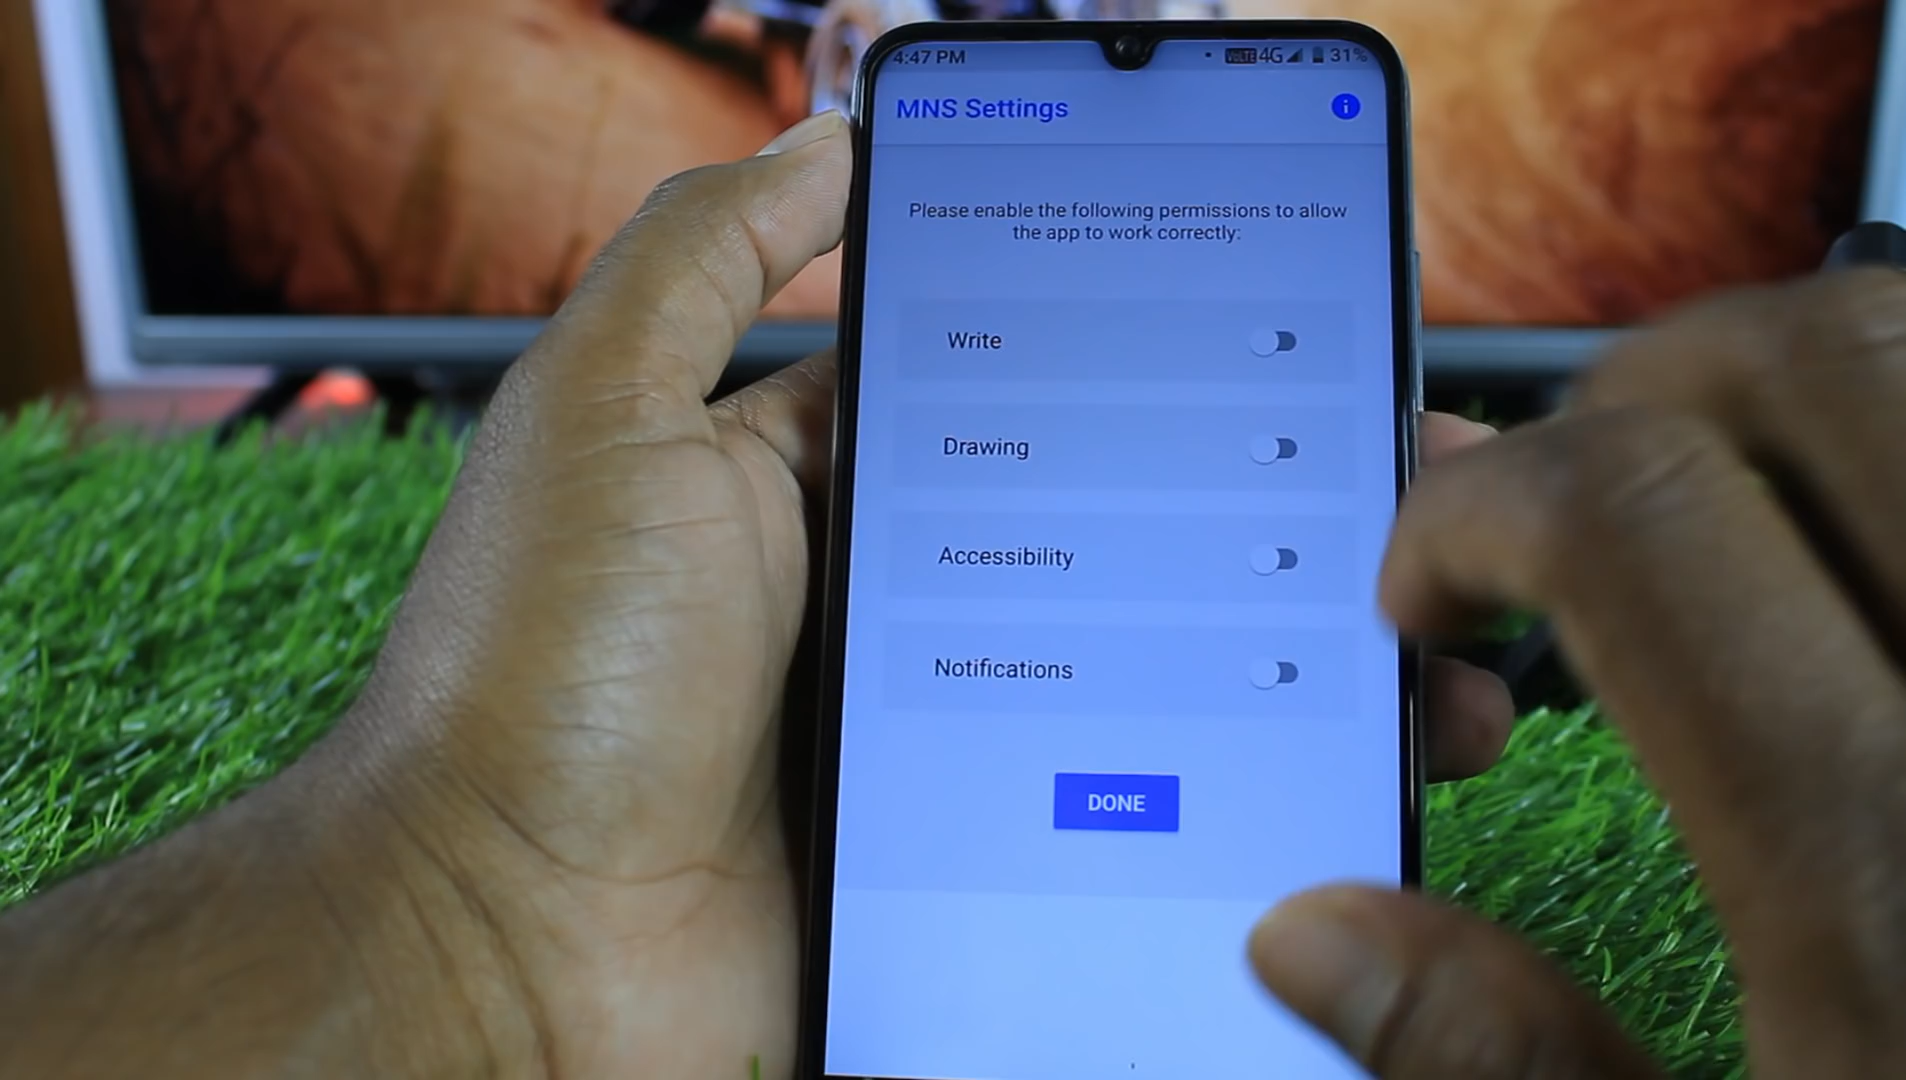 4:47 PM VoLTE 4G 31%
MNS Settings
Please enable the following permissions to allow
the app to work correctly:
Write
Drawing
Accessibility
Notifications
DONE